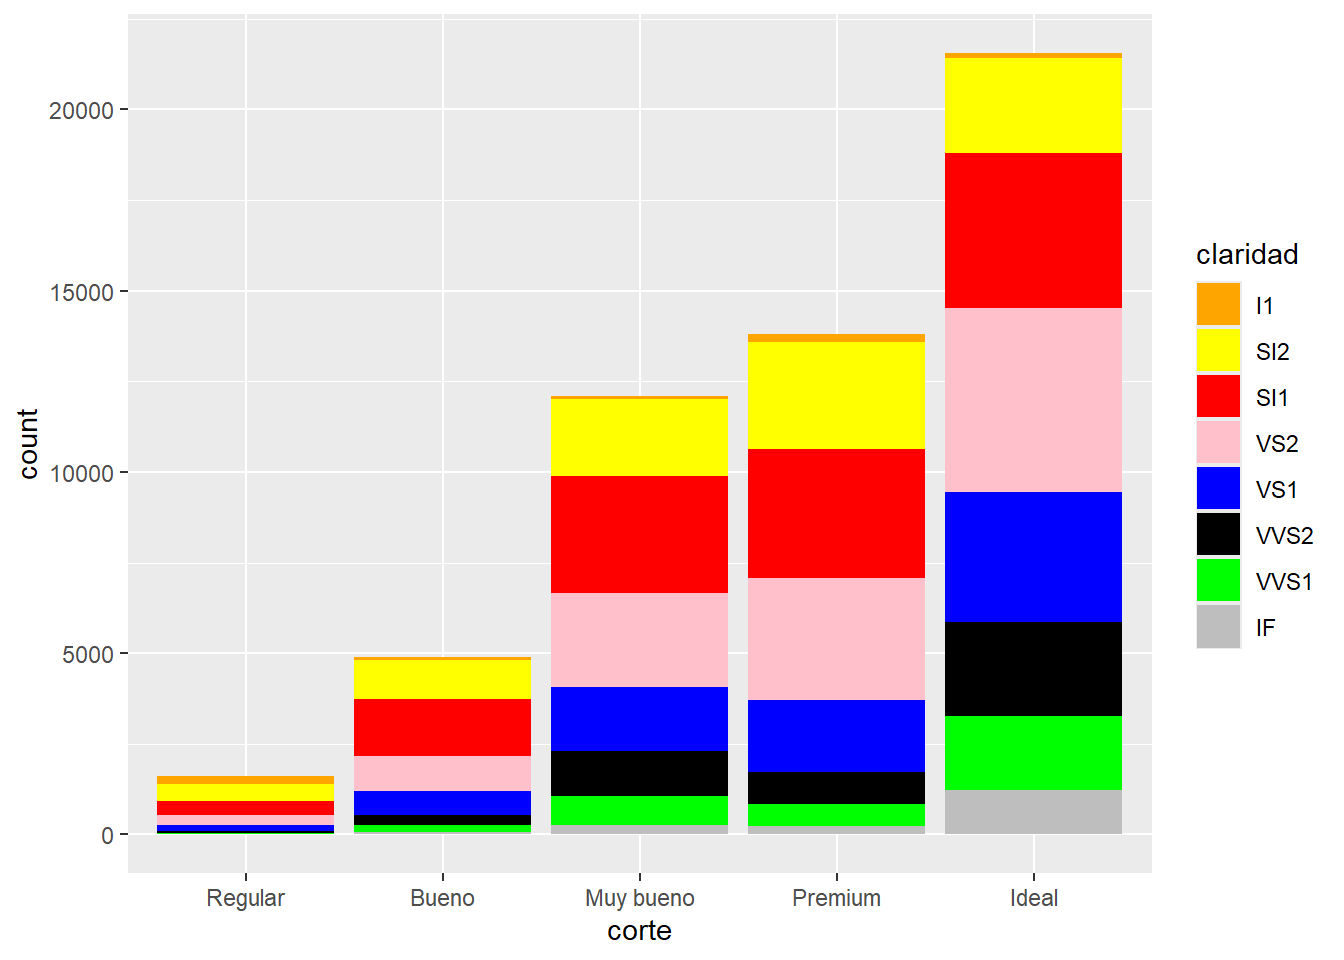 20000
15000
10000
5000
0
count
Regular
Bueno
Muy bueno
Premium
Ideal
corte
claridad
I1
SI2
SI1
VS2
VS1
VVS2
VVS1
IF